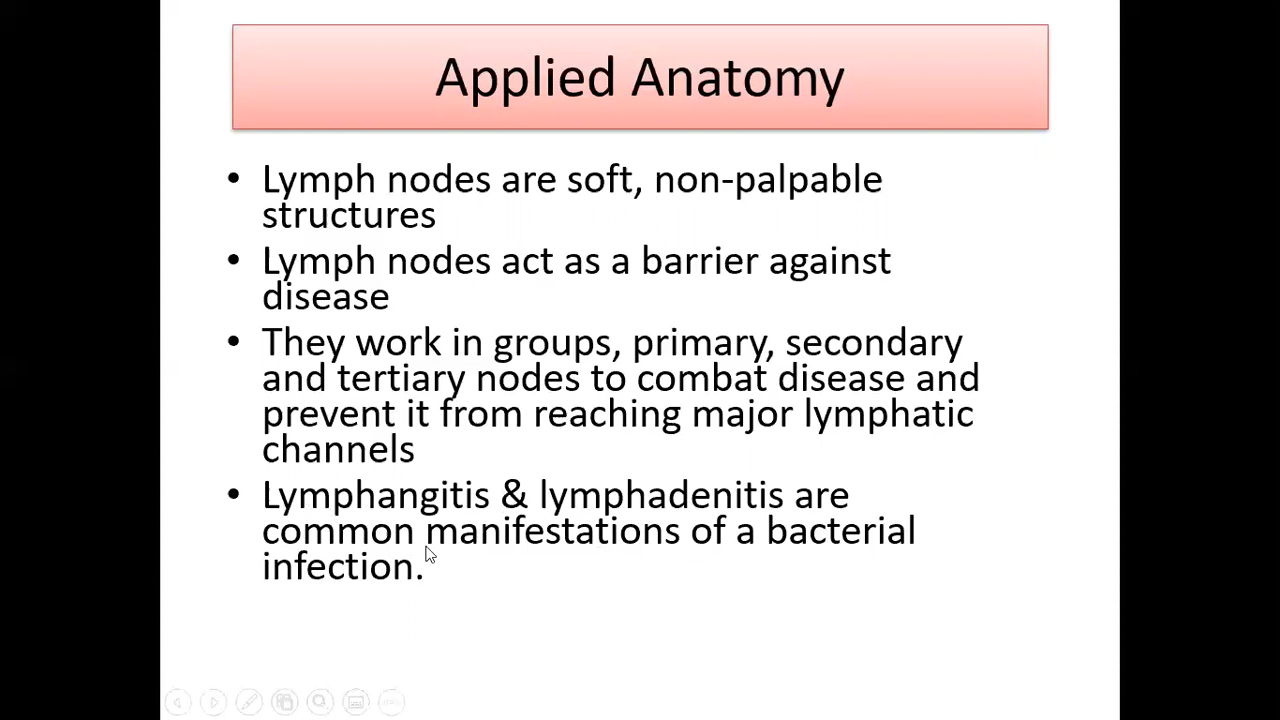 Applied Anatomy
• Lymph nodes are soft, non-palpable
structures
• Lymph nodes act as a barrier against
disease
• They work in groups, primary, secondary
and tertiary nodes to combat disease and
prevent it from reaching major lymphatic
channels
• Lymphangitis & lymphadenitis are
common manifestations of a bacterial
infection.